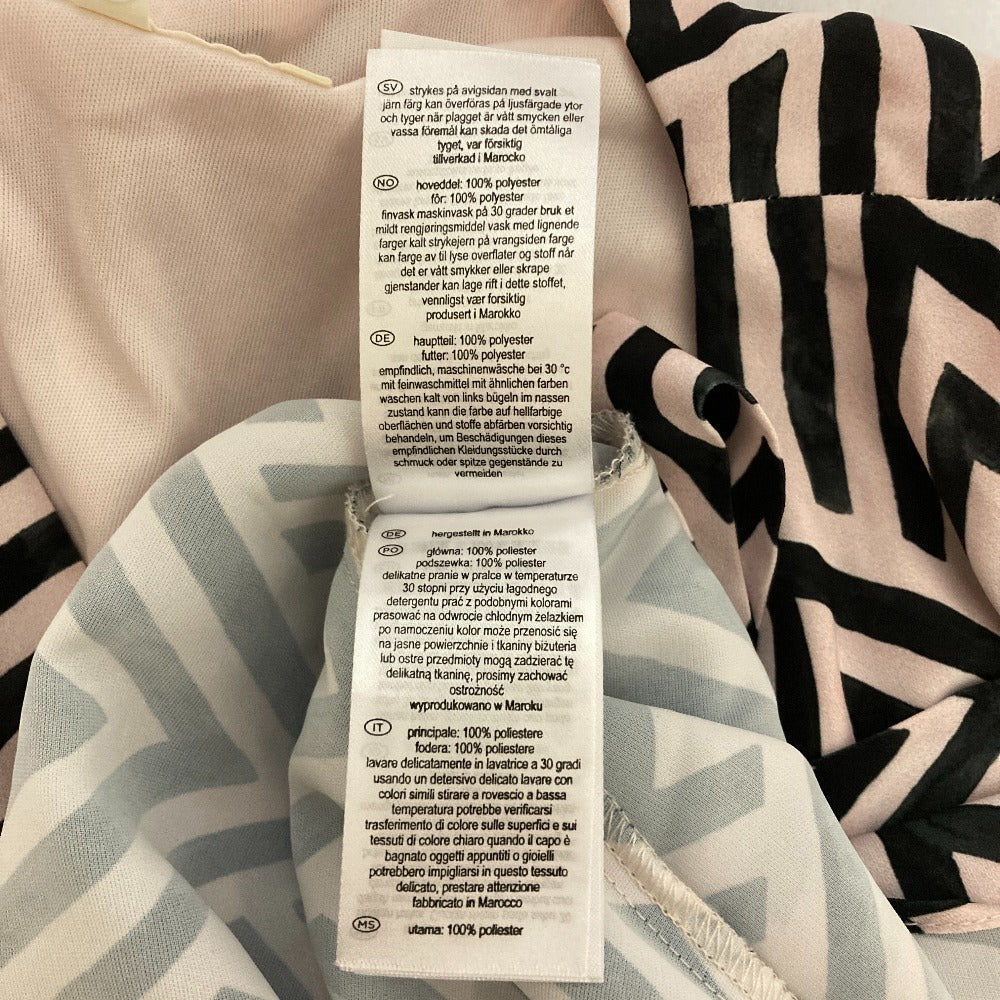 SV strykes på avigsidan med svalt
järn färg kan överföras på ljusfärgade ytor
och tyger när plagget är vått smycken eller
vassa föremål kan skada det ömtåliga
tyget, var försiktig
tillverkad i Marocko
NO hoveddel: 100% polyester
fôr: 100% polyester
finvask maskinvask på 30 grader bruk et
mildt rengjøringsmiddel vask med lignende
farger kalt strykejern på vrangsiden farge
kan farge av til lyse overflater og stoff når
det er vått smykker eller skrape
gjenstander kan lage rift i dette stoffet,
vennligst vær forsiktig
produsert i Marokko
DE hauptteil: 100% polyester
futter: 100% polyester
empfindlich, maschinenwäsche bei 30 °c
mit feinwaschmittel mit ähnlichen farben
waschen kalt von links bügeln im nassen
zustand kann die farbe auf hellfarbige
oberflächen und stoffe abfärben vorsichtig
behandeln, um Beschädigungen dieses
empfindlichen Kleidungsstücke durch
schmuck oder spitze gegenstände zu
vermeiden
DE hergestellt in Marokko
PO główna: 100% poliester
podszewka: 100% poliester
delikatne pranie w pralce w temperaturze
30 stopni przy użyciu łagodnego
detergentu prać z podobnymi kolorami
prasować na odwrocie chłodnym żelazkiem
po namoczeniu kolor może przenosić się
na jasne powierzchnie i tkaniny biżuteria
lub ostre przedmioty mogą zadzierać tę
delikatną tkaninę, prosimy zachować
ostrożność
wyprodukowano w Maroku
IT principale: 100% poliestere
fodera: 100% poliestere
lavare delicatamente in lavatrice a 30 gradi
usando un detersivo delicato lavare con
colori simili stirare a rovescio a bassa
temperatura potrebbe verificarsi
trasferimento di colore sulle superfici e sui
tessuti di colore chiaro quando il capo è
bagnato oggetti appuntiti o gioielli
potrebbero impigliarsi in questo tessuto
delicato, prestare attenzione
fabbricato in Marocco
MS utama: 100% poliester